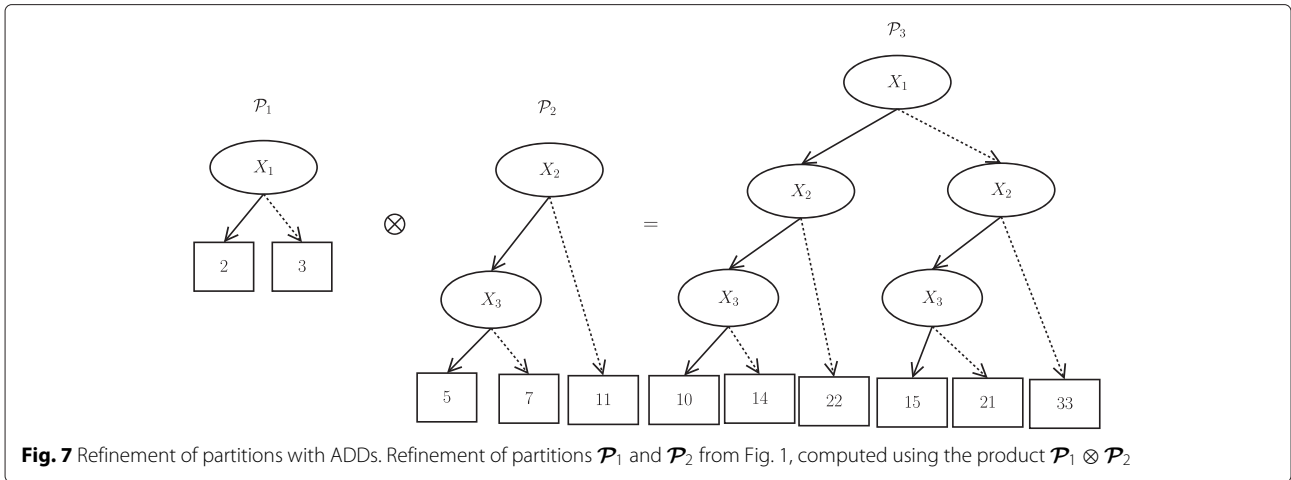 𝒫₃
X₁
𝒫₁
𝒫₂
X₁
X₂
X₂
X₂
⊗
=
2
3
X₃
X₃
X₃
5
7
11
10
14
22
15
21
33
Fig. 7 Refinement of partitions with ADDs. Refinement of partitions 𝓟₁ and 𝓟₂ from Fig. 1, computed using the product 𝓟₁ ⊗ 𝓟₂